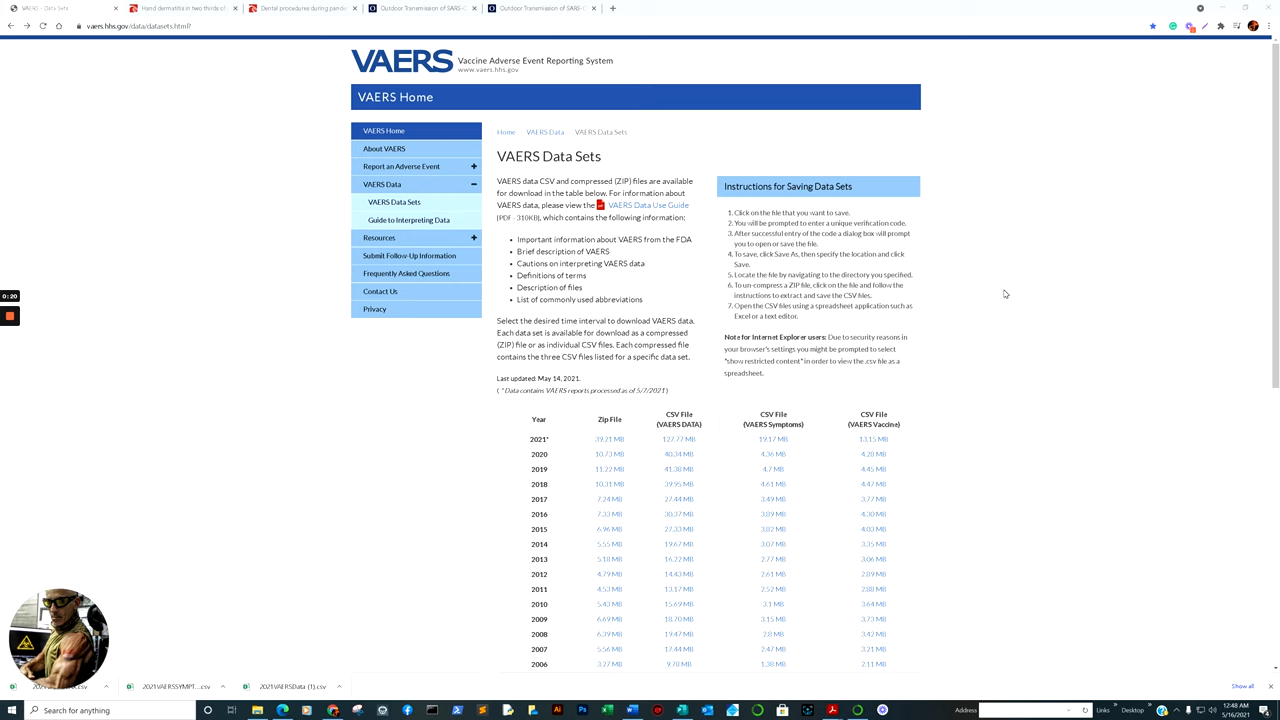 VAERS - Data Sets
Hand dermatitis in two thirds of
Dental procedures during pande
Outdoor Transmission of SARS-C
Outdoor Transmission of SARS-C
vaers.hhs.gov/data/datasets.html?
VAERS Vaccine Adverse Event Reporting System
www.vaers.hhs.gov
VAERS Home
VAERS Home
About VAERS
Report an Adverse Event +
VAERS Data −
VAERS Data Sets
Guide to Interpreting Data
Resources +
Submit Follow-Up Information
Frequently Asked Questions
Contact Us
Privacy
0:20
Home VAERS Data VAERS Data Sets
VAERS Data Sets
VAERS data CSV and compressed (ZIP) files are available
for download in the table below. For information about
VAERS data, please view the VAERS Data Use Guide
[PDF - 310KB], which contains the following information:
• Important information about VAERS from the FDA
• Brief description of VAERS
• Cautions on interpreting VAERS data
• Definitions of terms
• Description of files
• List of commonly used abbreviations
Select the desired time interval to download VAERS data.
Each data set is available for download as a compressed
(ZIP) file or as individual CSV files. Each compressed file
contains the three CSV files listed for a specific data set.
Last updated: May 14, 2021.
( * Data contains VAERS reports processed as of 5/7/2021 )
Instructions for Saving Data Sets
1. Click on the file that you want to save.
2. You will be prompted to enter a unique verification code.
3. After successful entry of the code a dialog box will prompt
you to open or save the file.
4. To save, click Save As, then specify the location and click
Save.
5. Locate the file by navigating to the directory you specified.
6. To un-compress a ZIP file, click on the file and follow the
instructions to extract and save the CSV files.
7. Open the CSV files using a spreadsheet application such as
Excel or a text editor.
Note for Internet Explorer users: Due to security reasons in
your browser's settings you might be prompted to select
"show restricted content" in order to view the .csv file as a
spreadsheet.
Year Zip File CSV File (VAERS DATA) CSV File (VAERS Symptoms) CSV File (VAERS Vaccine)
2021* 39.21 MB 127.77 MB 19.17 MB 13.15 MB
2020 10.73 MB 40.34 MB 4.36 MB 4.28 MB
2019 11.22 MB 41.38 MB 4.7 MB 4.45 MB
2018 10.31 MB 39.95 MB 4.61 MB 4.47 MB
2017 7.24 MB 27.44 MB 3.49 MB 3.77 MB
2016 7.33 MB 30.37 MB 3.89 MB 4.30 MB
2015 6.96 MB 27.33 MB 3.82 MB 4.03 MB
2014 5.55 MB 19.67 MB 3.07 MB 3.35 MB
2013 5.18 MB 16.22 MB 2.77 MB 3.06 MB
2012 4.79 MB 14.43 MB 2.61 MB 2.89 MB
2011 4.53 MB 13.17 MB 2.52 MB 2.88 MB
2010 5.43 MB 15.69 MB 3.1 MB 3.64 MB
2009 6.69 MB 18.70 MB 3.15 MB 3.73 MB
2008 6.39 MB 19.47 MB 2.8 MB 3.42 MB
2007 5.56 MB 17.44 MB 2.47 MB 3.21 MB
2006 3.27 MB 9.78 MB 1.38 MB 2.11 MB
2021VAERSSYMPT....csv
2021VAERSData (1).csv
Show all
Search for anything
Address
Links
Desktop
12:48 AM
5/16/2021